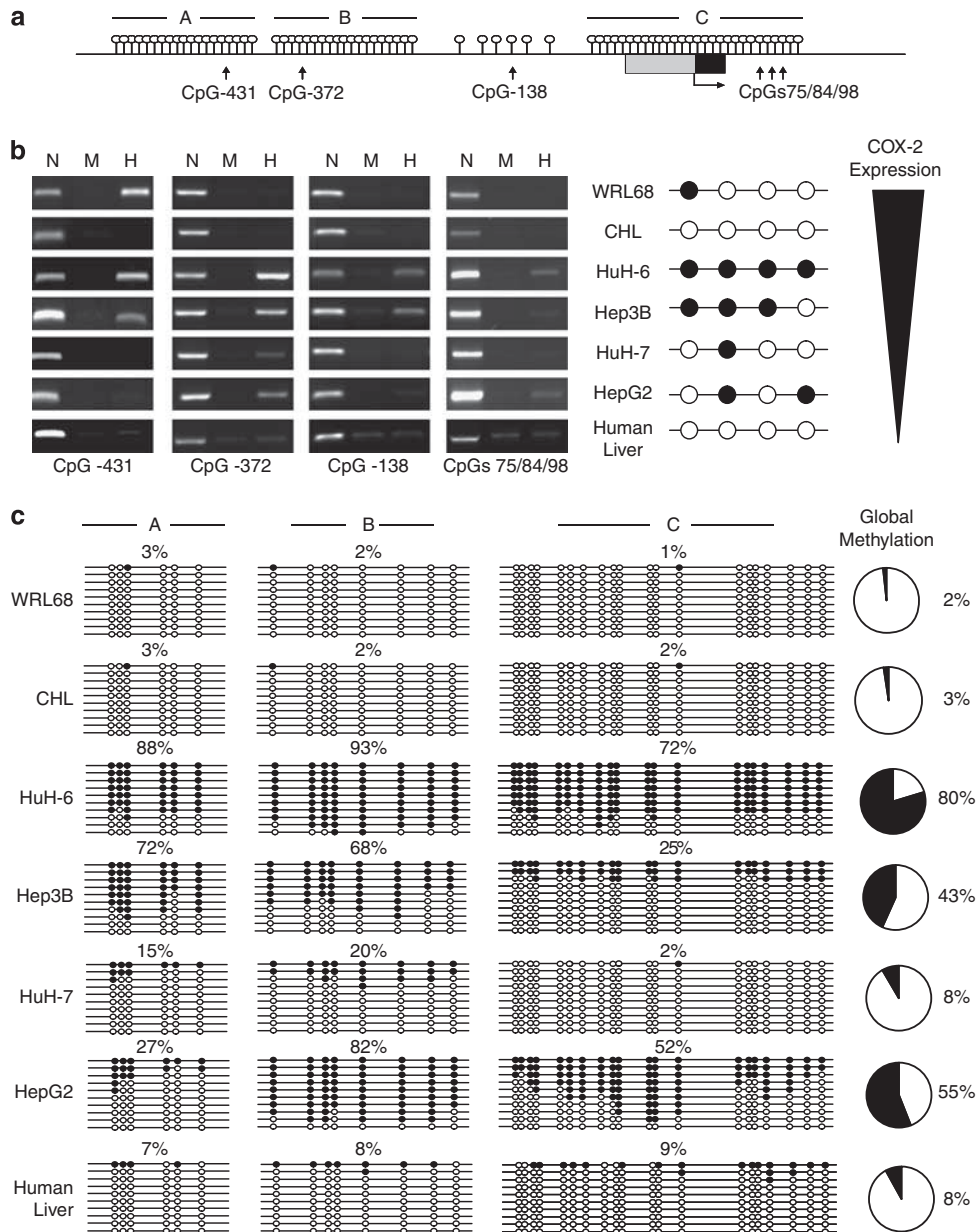 a
A B C
CpG-431 CpG-372 CpG-138 CpGs75/84/98
b
N M H N M H N M H N M H
COX-2
Expression
WRL68
CHL
HuH-6
Hep3B
HuH-7
HepG2
Human
Liver
CpG -431 CpG -372 CpG -138 CpGs 75/84/98
c
A B C
Global
Methylation
3% 2% 1%
WRL68 2%
3% 2% 2%
CHL 3%
88% 93% 72%
HuH-6 80%
72% 68% 25%
Hep3B 43%
15% 20% 2%
HuH-7 8%
27% 82% 52%
HepG2 55%
7% 8% 9%
Human
Liver 8%